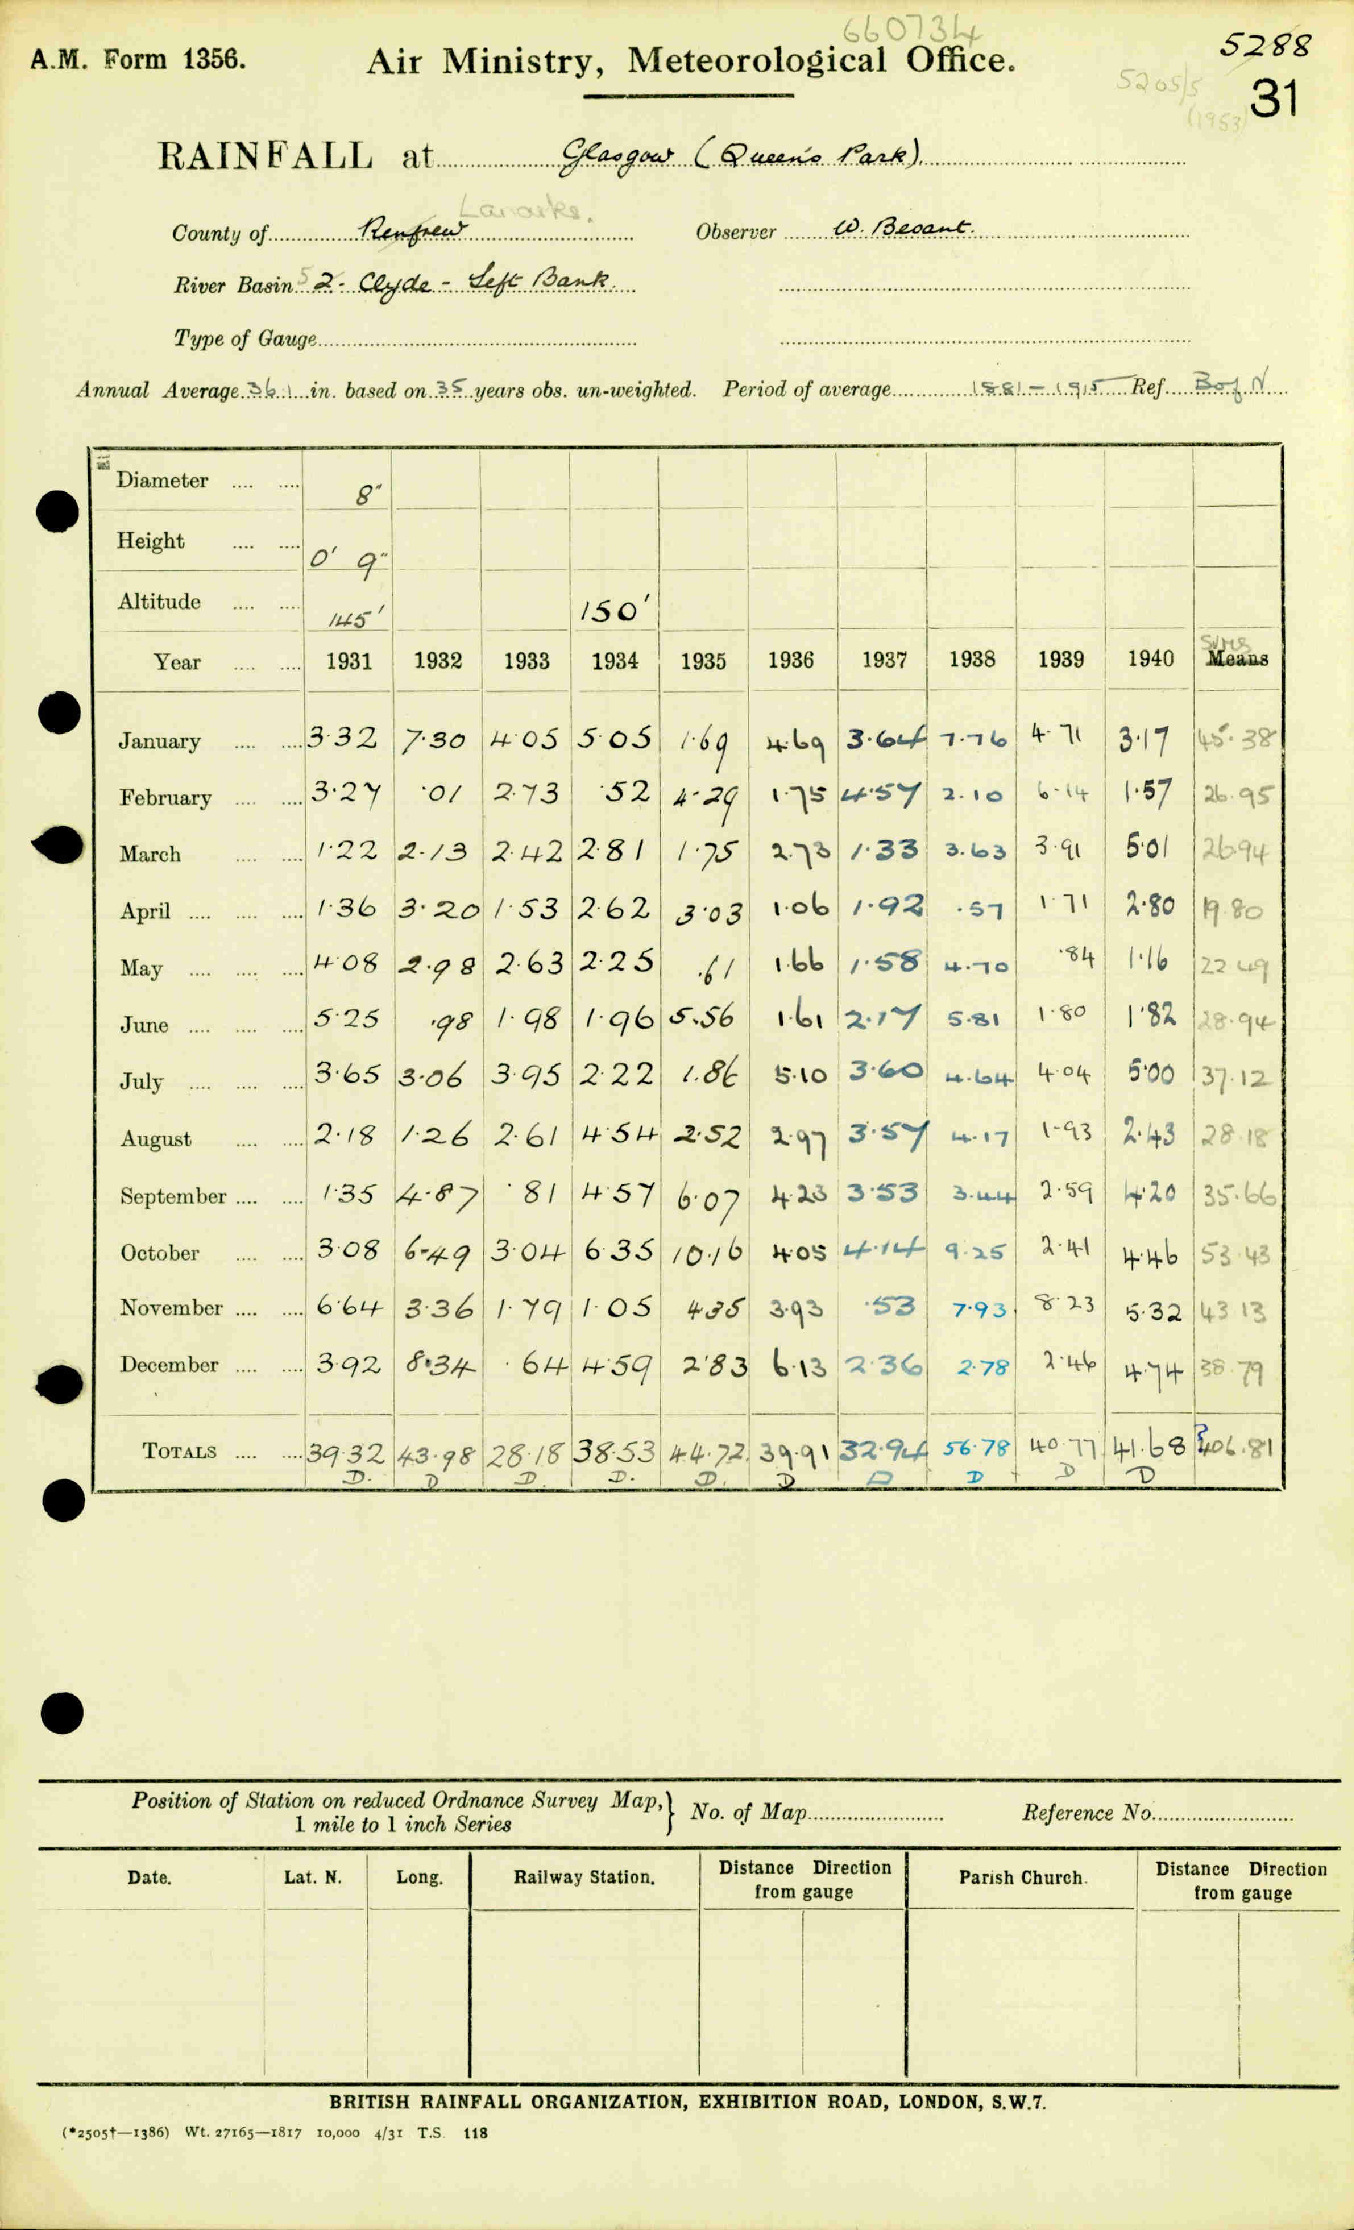 660734
A.M. Form 1356. Air Ministry, Meteorological Office. 5288
5205/5 31
(1953)
RAINFALL at Glasgow (Queen's Park).
Lanarks.
County of Renfrew Observer W. Besant.
River Basin 5 2 - Clyde - Left Bank
Type of Gauge
Annual Average 36.1 in. based on 35 years obs. un-weighted. Period of average 1881-1915 Ref. B of N
Diameter 8"
Height 0' 9"
Altitude 145' 150'
Sums
Year 1931 1932 1933 1934 1935 1936 1937 1938 1939 1940 Means
January 3.32 7.30 4.05 5.05 1.69 4.69 3.64 7.76 4.71 3.17 45.38
February 3.27 .01 2.73 .52 4.29 1.75 4.57 2.10 6.14 1.57 26.95
March 1.22 2.13 2.42 2.81 1.75 2.73 1.33 3.63 3.91 5.01 26.94
April 1.36 3.20 1.53 2.62 3.03 1.06 1.92 .57 1.71 2.80 19.80
May 4.08 2.98 2.63 2.25 .61 1.66 1.58 4.70 .84 1.16 22.49
June 5.25 .98 1.98 1.96 5.56 1.61 2.17 5.81 1.80 1.82 28.94
July 3.65 3.06 3.95 2.22 1.86 5.10 3.60 4.64 4.04 5.00 37.12
August 2.18 1.26 2.61 4.54 2.52 2.97 3.57 4.17 1.93 2.43 28.18
September 1.35 4.87 .81 4.57 6.07 4.23 3.53 3.44 2.59 4.20 35.66
October 3.08 6.49 3.04 6.35 10.16 4.05 4.14 9.25 2.41 4.46 53.43
November 6.64 3.36 1.79 1.05 4.35 3.93 .53 7.93 8.23 5.32 43.13
December 3.92 8.34 .64 4.59 2.83 6.13 2.36 2.78 2.46 4.74 38.79
TOTALS 39.32 43.98 28.18 38.53 44.72 39.91 32.94 56.78 40.77 41.68 406.81
D. D D. D. D. D D D D D
Position of Station on reduced Ordnance Survey Map, } No. of Map Reference No.
1 mile to 1 inch Series
Date. Lat. N. Long. Railway Station. Distance Direction from gauge Parish Church. Distance Direction from gauge
BRITISH RAINFALL ORGANIZATION, EXHIBITION ROAD, LONDON, S.W.7.
(*2505†—1386) Wt. 27165—1817 10,000 4/31 T.S. 118